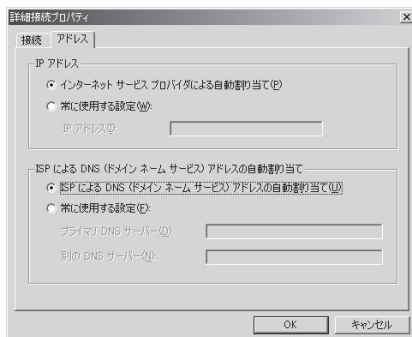 詳細接続プロパティ
接続 アドレス
IP アドレス
インターネット サービス プロバイダによる自動割り当て(P)
常に使用する設定(W):
IP アドレス(I):
ISP による DNS (ドメイン ネーム サービス) アドレスの自動割り当て
ISP による DNS (ドメイン ネーム サービス) アドレスの自動割り当て(U)
常に使用する設定(F):
プライマリ DNS サーバー(D):
別の DNS サーバー(N):
OK キャンセル